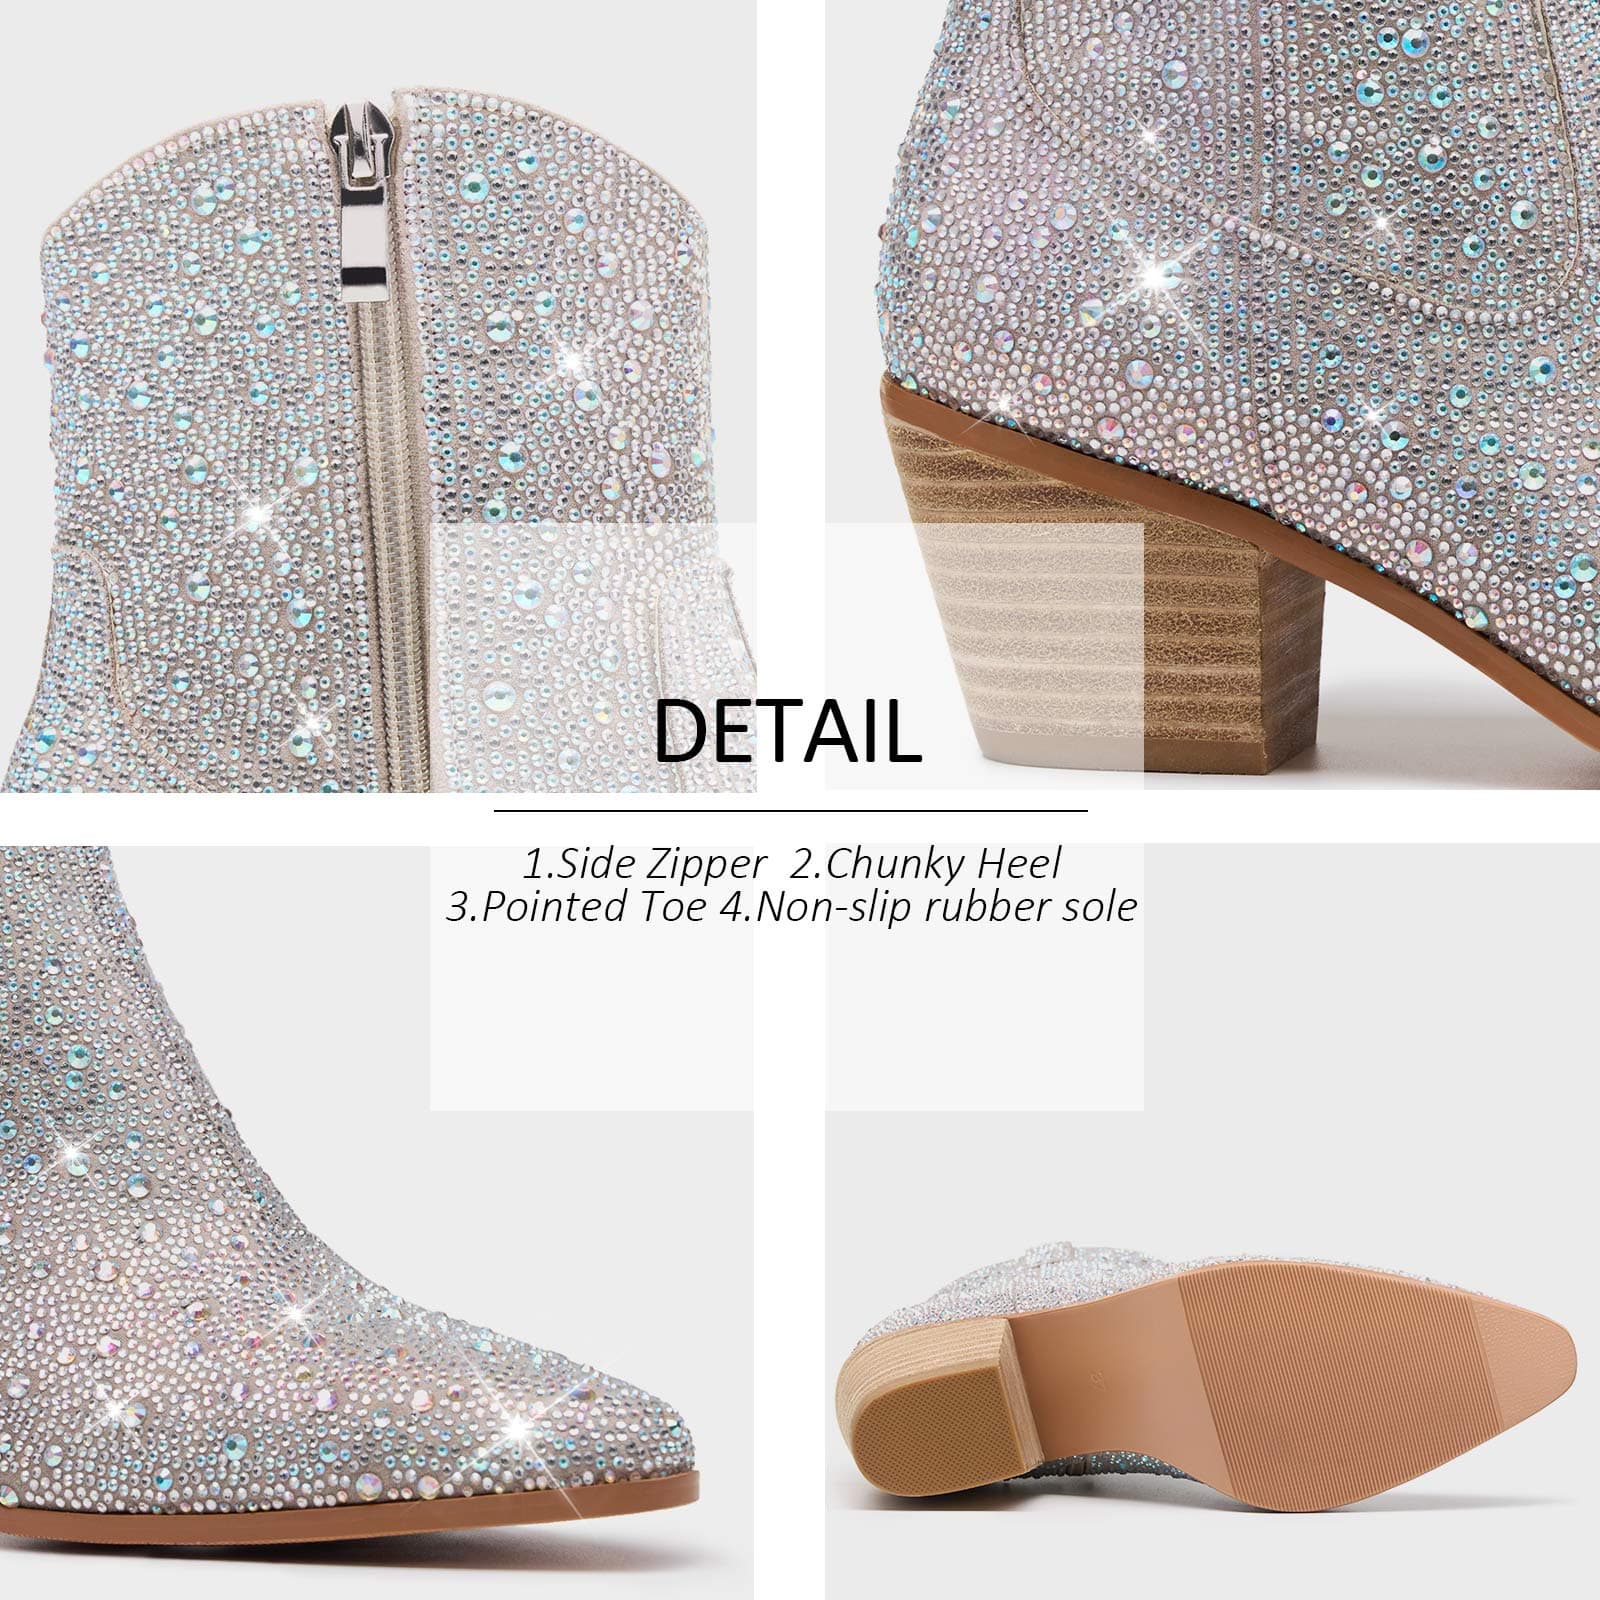 DETAIL
1.Side Zipper 2.Chunky Heel
3.Pointed Toe 4.Non-slip rubber sole